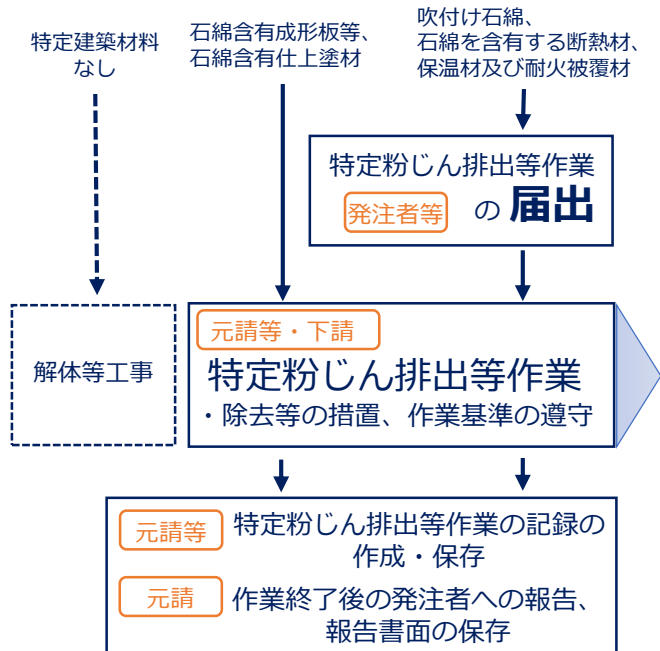 特定建築材料
なし
石綿含有成形板等、
石綿含有仕上塗材
吹付け石綿、
石綿を含有する断熱材、
保温材及び耐火被覆材
特定粉じん排出等作業
発注者等 の 届出
解体等工事
元請等・下請
特定粉じん排出等作業
・除去等の措置、作業基準の遵守
元請等 特定粉じん排出等作業の記録の
作成・保存
元請 作業終了後の発注者への報告、
報告書面の保存